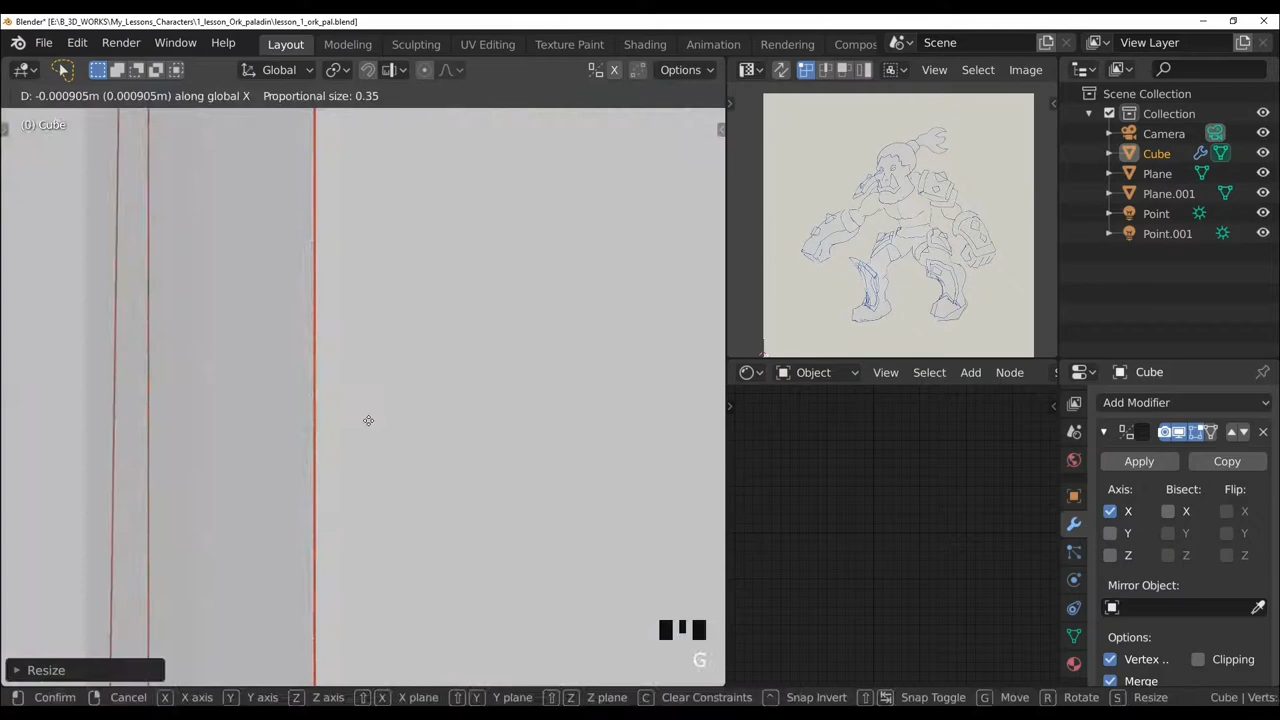 Blender* [E:\B_3D_WORKS\My_Lessons_Characters\1_lesson_Ork_paladin\lesson_1_ork_pal.blend]
File Edit Render Window Help Layout Modeling Sculpting UV Editing Texture Paint Shading Animation Rendering Compos Scene View Layer
Global Options View Select Image
D: -0.000905m (0.000905m) along global X Proportional size: 0.35
(0) Cube
Scene Collection
Collection
Camera
Cube
Plane
Plane.001
Point
Point.001
Object View Select Add Node S
Cube
Add Modifier
Apply Copy
Axis: Bisect: Flip:
X X X
Y Y Y
Z Z Z
Mirror Object:
Options:
Vertex .. Clipping
Merge
G
Resize
Confirm Cancel X X axis Y Y axis Z Z axis X X plane Y Y plane Z Z plane C Clear Constraints ^ Snap Invert Snap Toggle G Move R Rotate S Resize Cube | Verts: